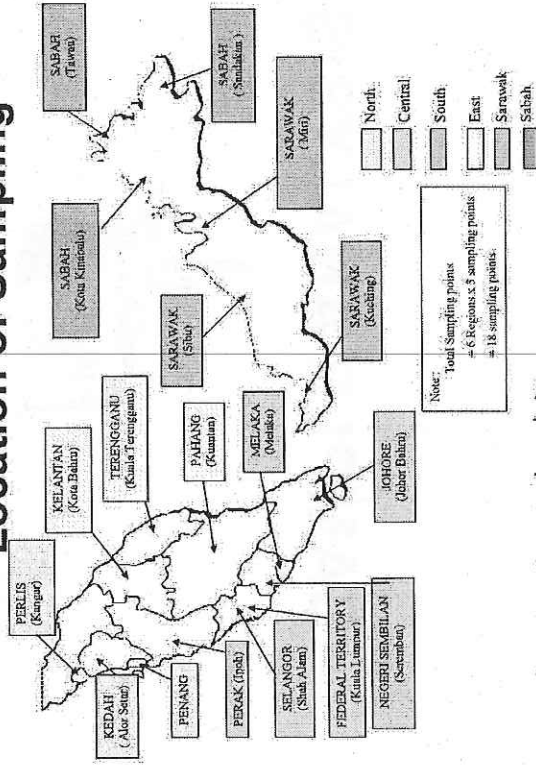 Location of Sampling
PERLIS
(Kangar)
KEDAH
( Alor Setar)
PENANG
PERAK (Ipoh)
SELANGOR
(Shah Alam)
FEDERAL TERRITORY
(Kuala Lumpur)
NEGERI SEMBILAN
(Seremban)
KELANTAN
(Kota Bahru)
TERENGGANU
(Kuala Terengganu)
PAHANG
(Kuantan)
MELAKA
(Melaka)
JOHORE
(Johor Bahru)
SABAH
(Kota Kinabalu)
SARAWAK
(Sibu)
SABAH
(Tawau)
SABAH
( Sandakan )
SARAWAK
( Miri)
SARAWAK
(Kuching)
Note:
Total Sampling points
= 6 Regions x 3 sampling points
= 18 sampling points
North
Central
South
East
Sarawak
Sabah